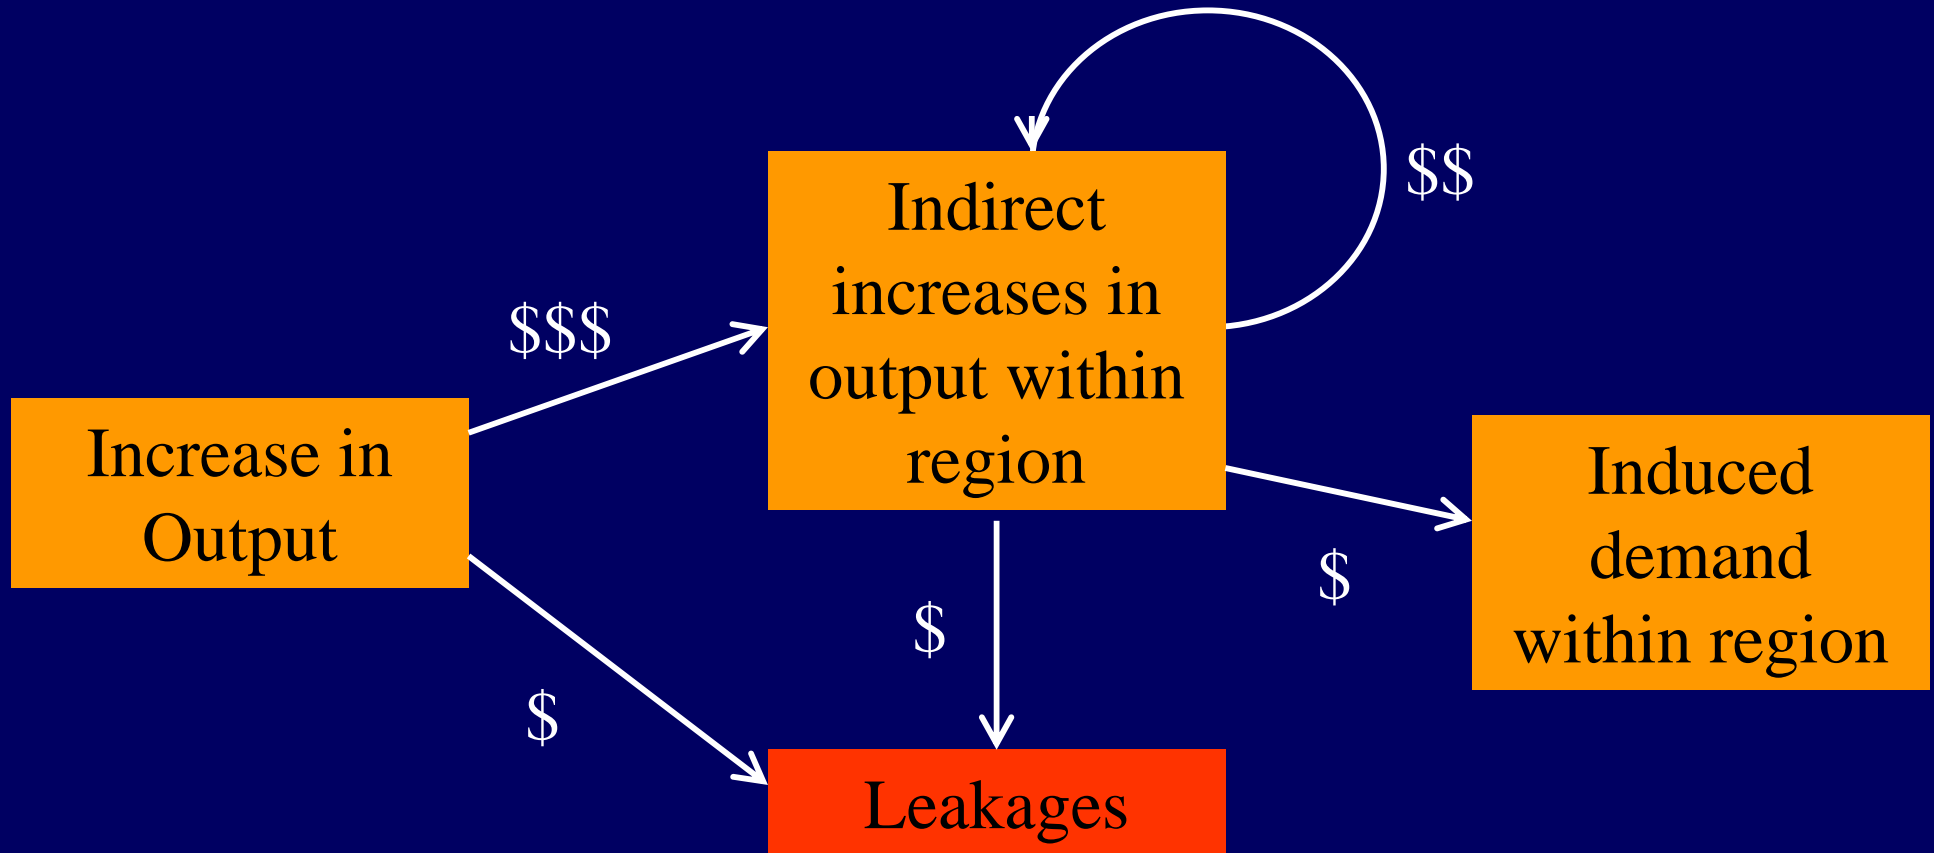 $$
Indirect
increases in
output within
region
$$$
Increase in
Output
Induced
demand
within region
$
$
$
Leakages